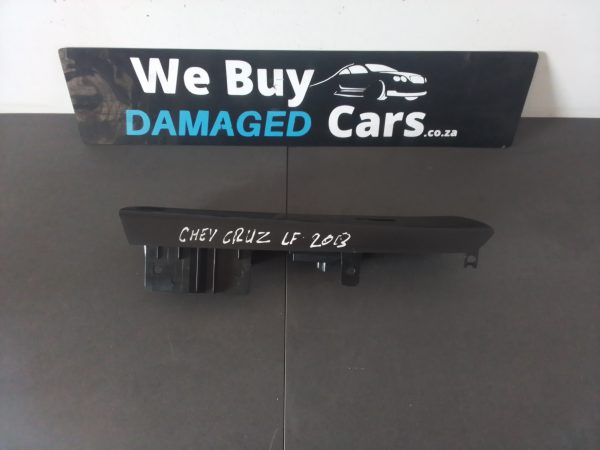 We Buy
DAMAGED Cars.co.za
CHEV CRUZ LF 2013